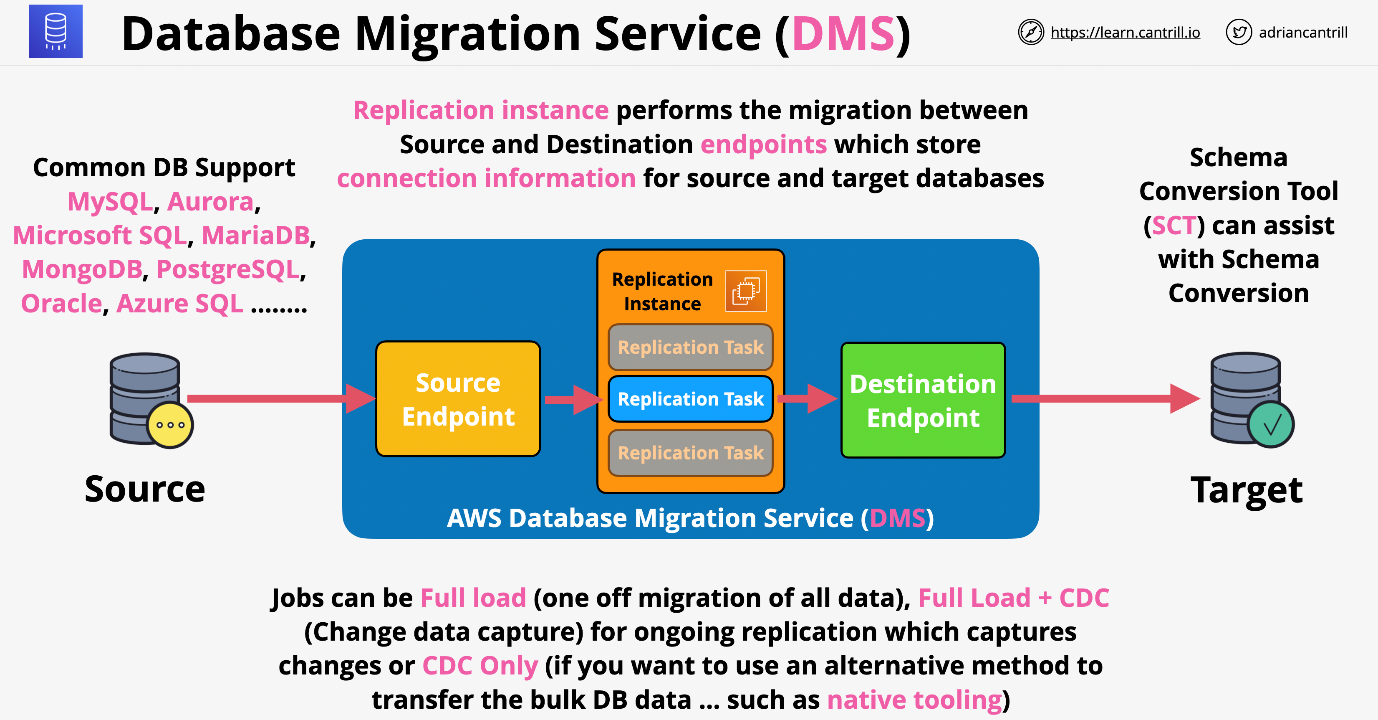 Database Migration Service (DMS)
https://learn.cantrill.io
adriancantrill
Replication instance performs the migration between
Source and Destination endpoints which store
connection information for source and target databases
Common DB Support
MySQL, Aurora,
Microsoft SQL, MariaDB,
MongoDB, PostgreSQL,
Oracle, Azure SQL ........
Schema
Conversion Tool
(SCT) can assist
with Schema
Conversion
Replication
Instance
Replication Task
Replication Task
Replication Task
Source
Endpoint
Destination
Endpoint
Source
Target
AWS Database Migration Service (DMS)
Jobs can be Full load (one off migration of all data), Full Load + CDC
(Change data capture) for ongoing replication which captures
changes or CDC Only (if you want to use an alternative method to
transfer the bulk DB data ... such as native tooling)